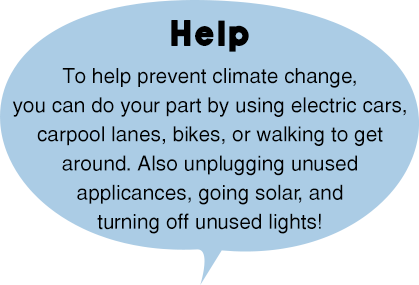 Help
To help prevent climate change,
you can do your part by using electric cars,
carpool lanes, bikes, or walking to get
around. Also unplugging unused
applicances, going solar, and
turning off unused lights!